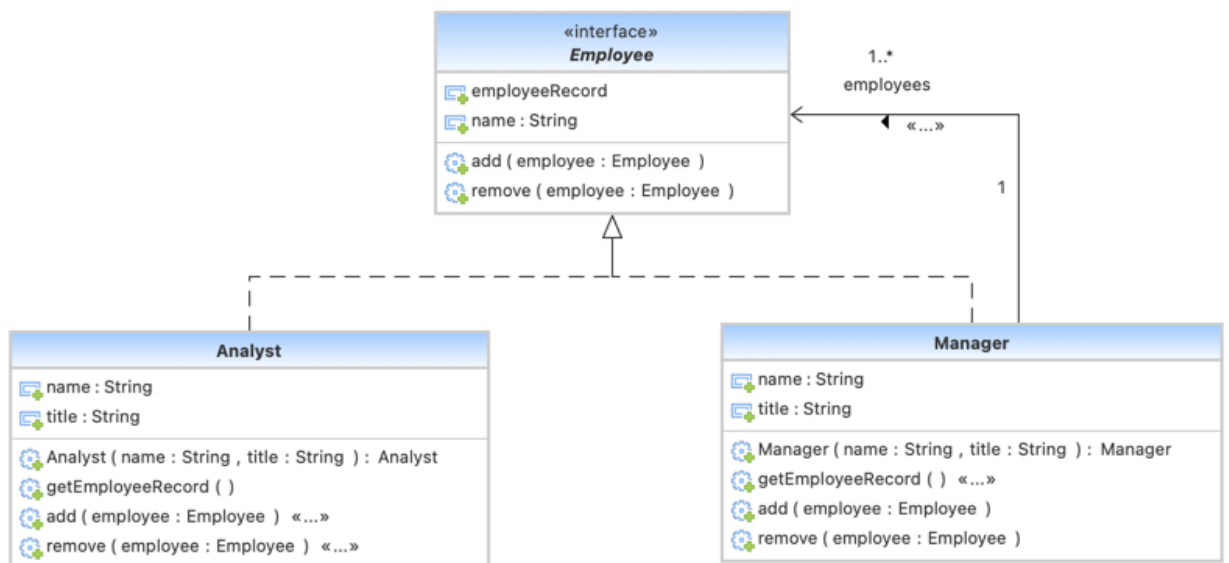 «interface»
Employee
employeeRecord
name : String
add ( employee : Employee )
remove ( employee : Employee )
1..*
employees
«...»
1
Analyst
name : String
title : String
Analyst ( name : String , title : String ) : Analyst
getEmployeeRecord ( )
add ( employee : Employee ) «...»
remove ( employee : Employee ) «...»
Manager
name : String
title : String
Manager ( name : String , title : String ) : Manager
getEmployeeRecord ( ) «...»
add ( employee : Employee )
remove ( employee : Employee )